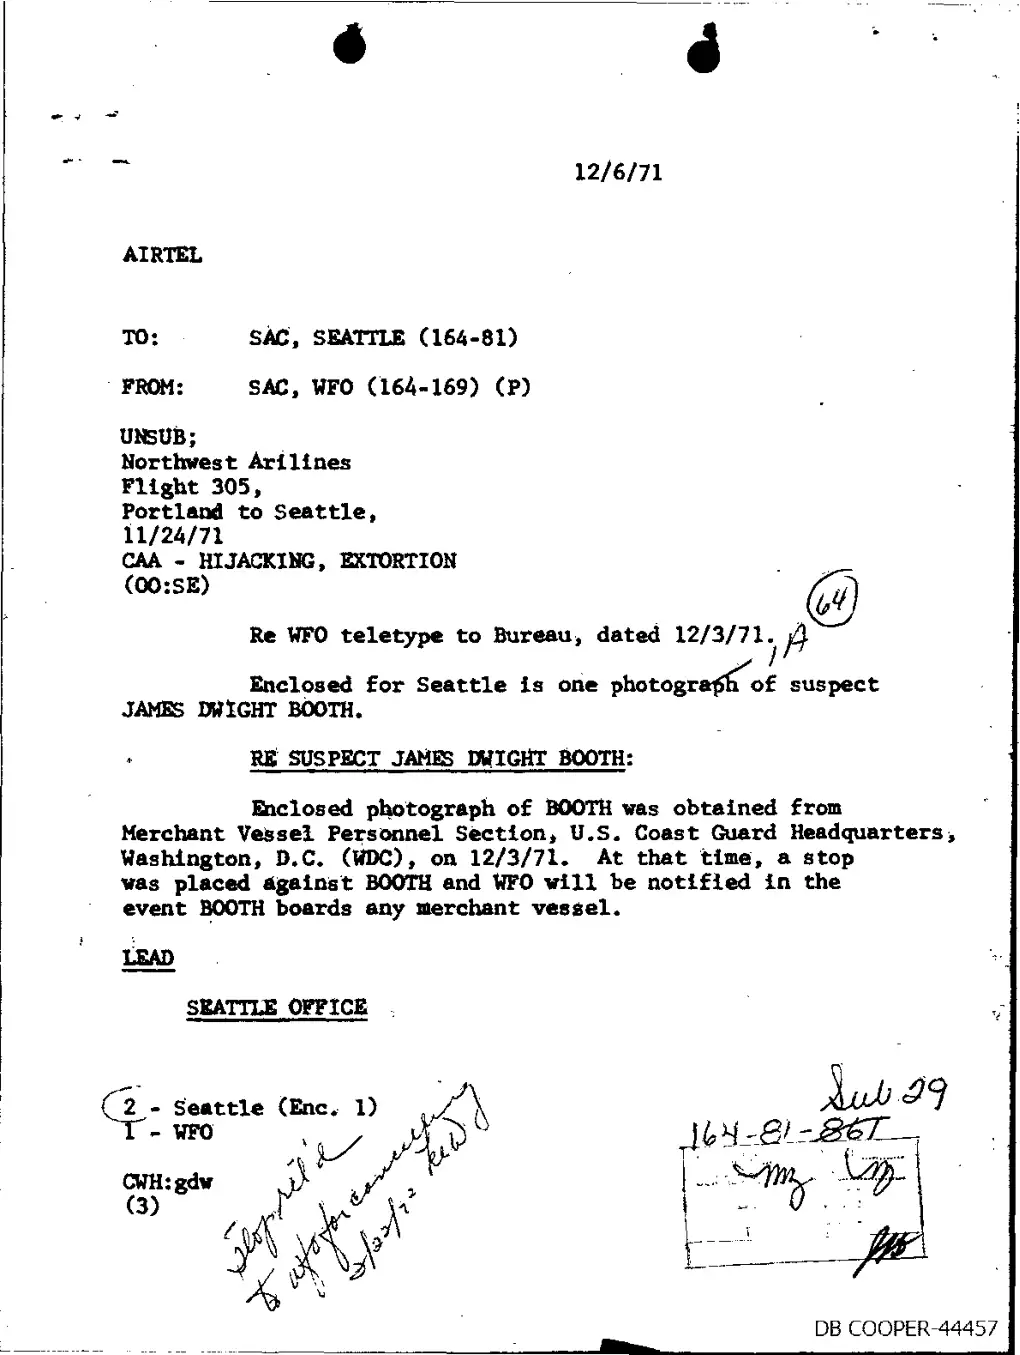 12/6/71
AIRTEL
TO: SAC, SEATTLE (164-81)
FROM: SAC, WFO (164-169) (P)
UNSUB;
Northwest Arilines
Flight 305,
Portland to Seattle,
11/24/71
CAA - HIJACKING, EXTORTION
(OO:SE)
64
Re WFO teletype to Bureau, dated 12/3/71.
1A
Enclosed for Seattle is one photograph of suspect
JAMES DWIGHT BOOTH.
RE SUSPECT JAMES DWIGHT BOOTH:
Enclosed photograph of BOOTH was obtained from
Merchant Vessel Personnel Section, U.S. Coast Guard Headquarters,
Washington, D.C. (WDC), on 12/3/71. At that time, a stop
was placed against BOOTH and WFO will be notified in the
event BOOTH boards any merchant vessel.
LEAD
SEATTLE OFFICE
2 - Seattle (Enc. 1)
1 - WFO
CWH:gdw
(3)
Sub 29
164-81-867
DB COOPER-44457